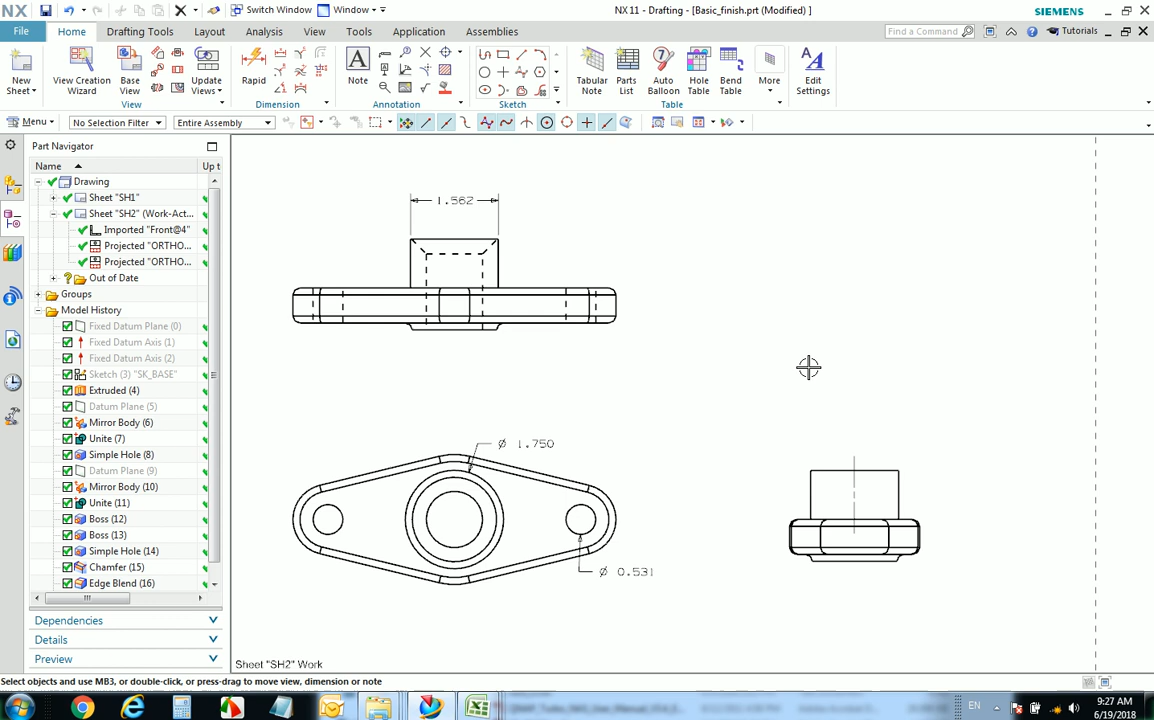 NX
Switch Window
Window
NX 11 - Drafting - [Basic_finish.prt (Modified) ]
SIEMENS
File
Home
Drafting Tools
Layout
Analysis
View
Tools
Application
Assemblies
Find a Command
Tutorials
New Sheet
View Creation Wizard
Base View
Update Views
View
Rapid
Dimension
Note
Annotation
Sketch
Tabular Note
Parts List
Auto Balloon
Hole Table
Bend Table
Table
More
Edit Settings
Menu
No Selection Filter
Entire Assembly
Part Navigator
Name
Up t
Drawing
Sheet "SH1"
Sheet "SH2" (Work-Act...
Imported "Front@4"
Projected "ORTHO...
Projected "ORTHO...
Out of Date
Groups
Model History
Fixed Datum Plane (0)
Fixed Datum Axis (1)
Fixed Datum Axis (2)
Sketch (3) "SK_BASE"
Extruded (4)
Datum Plane (5)
Mirror Body (6)
Unite (7)
Simple Hole (8)
Datum Plane (9)
Mirror Body (10)
Unite (11)
Boss (12)
Boss (13)
Simple Hole (14)
Chamfer (15)
Edge Blend (16)
Dependencies
Details
Preview
1.562
Ø 1.750
Ø 0.531
Sheet "SH2" Work
Select objects and use MB3, or double-click, or press-drag to move view, dimension or note
EN
9:27 AM
6/19/2018